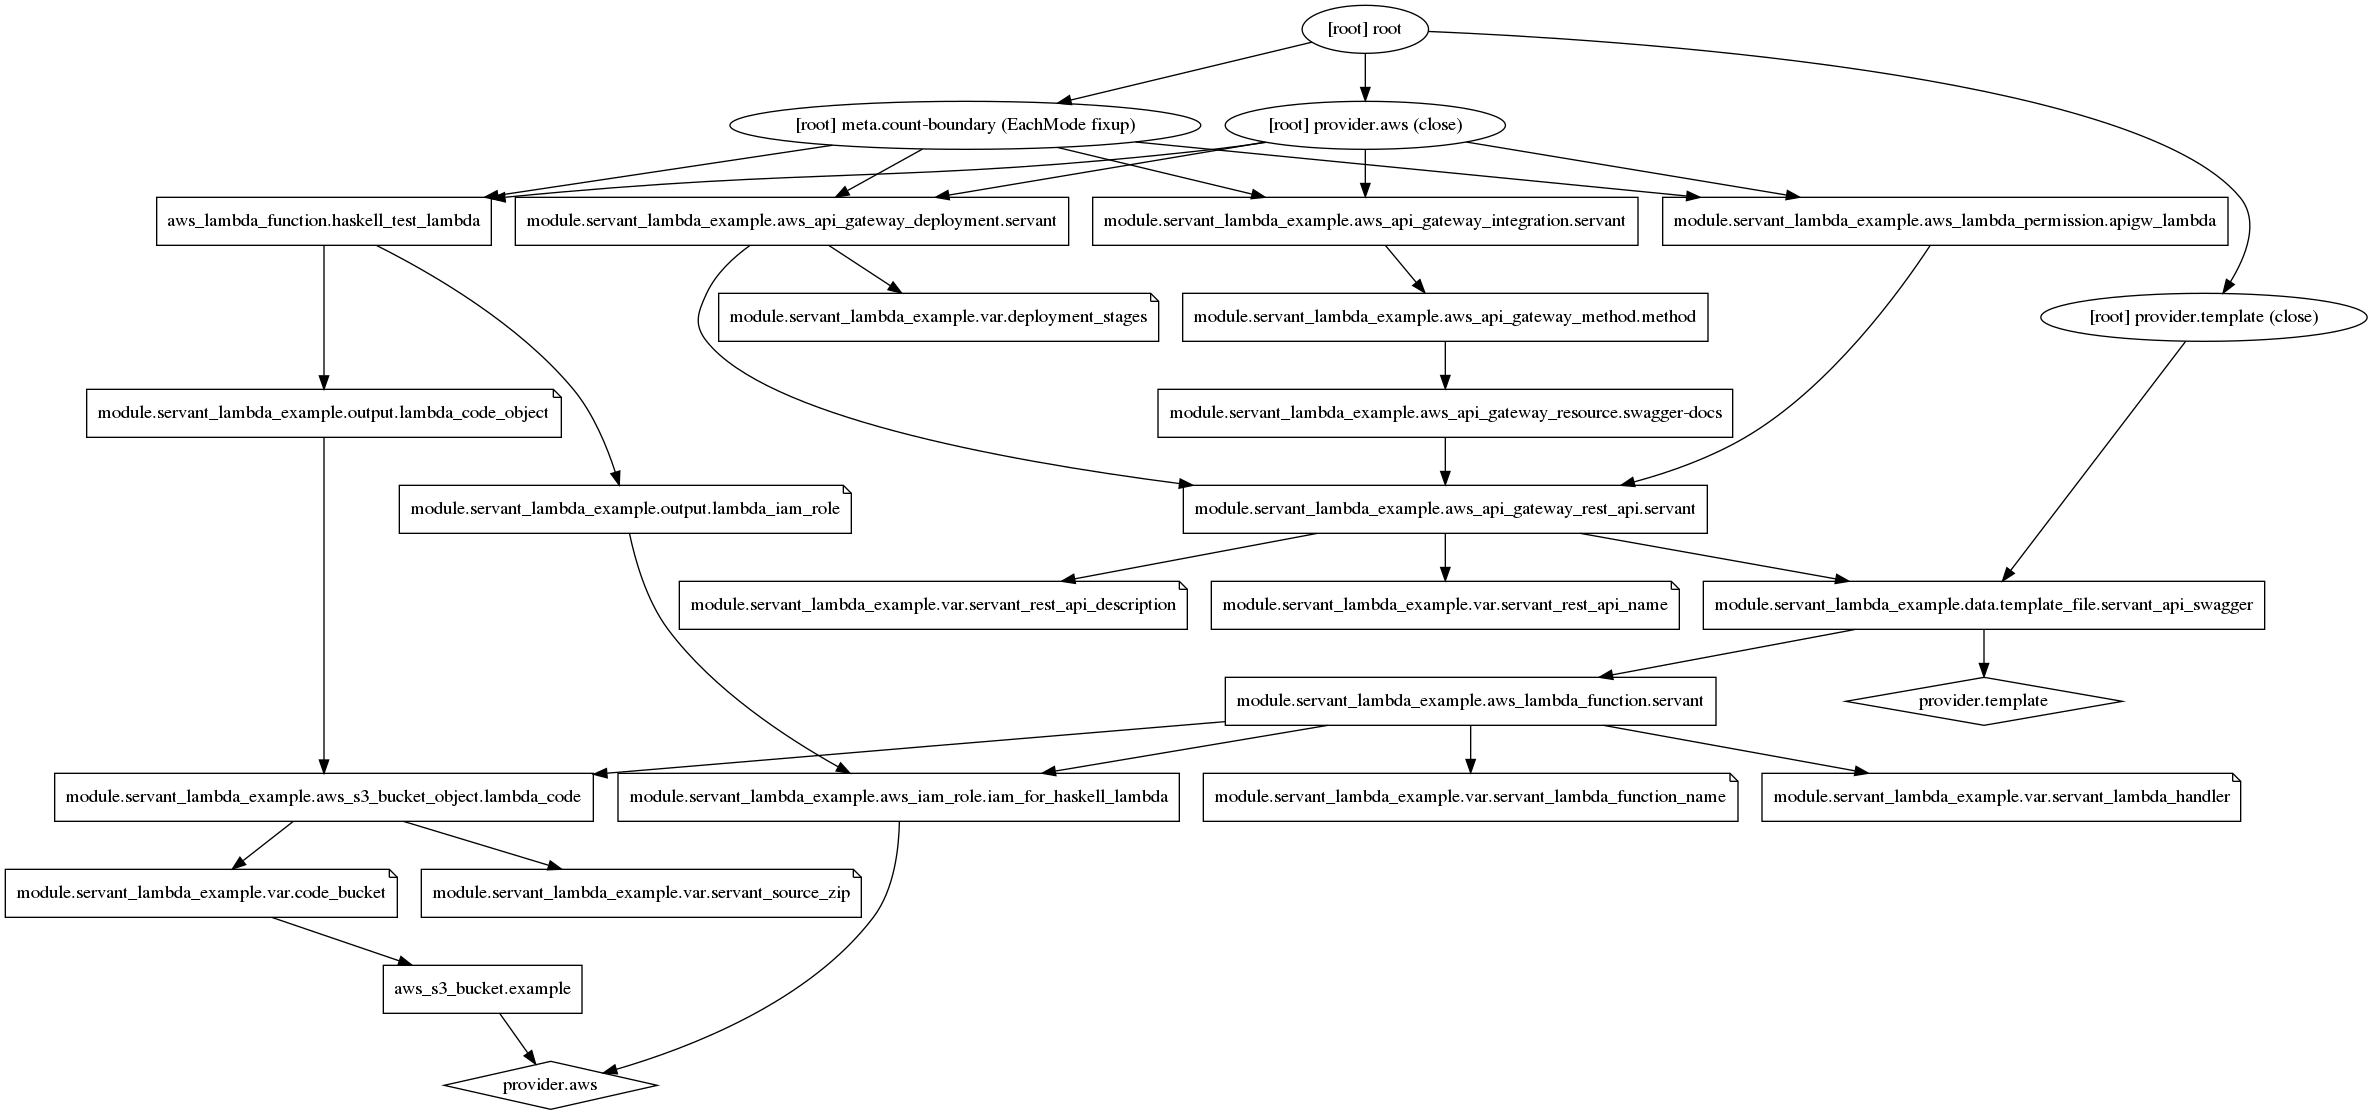 [root] root
[root] meta.count-boundary (EachMode fixup)
[root] provider.aws (close)
aws_lambda_function.haskell_test_lambda
module.servant_lambda_example.aws_api_gateway_deployment.servant
module.servant_lambda_example.aws_api_gateway_integration.servant
module.servant_lambda_example.aws_lambda_permission.apigw_lambda
module.servant_lambda_example.var.deployment_stages
module.servant_lambda_example.aws_api_gateway_method.method
[root] provider.template (close)
module.servant_lambda_example.output.lambda_code_object
module.servant_lambda_example.aws_api_gateway_resource.swagger-docs
module.servant_lambda_example.output.lambda_iam_role
module.servant_lambda_example.aws_api_gateway_rest_api.servant
module.servant_lambda_example.var.servant_rest_api_description
module.servant_lambda_example.var.servant_rest_api_name
module.servant_lambda_example.data.template_file.servant_api_swagger
module.servant_lambda_example.aws_lambda_function.servant
provider.template
module.servant_lambda_example.aws_s3_bucket_object.lambda_code
module.servant_lambda_example.aws_iam_role.iam_for_haskell_lambda
module.servant_lambda_example.var.servant_lambda_function_name
module.servant_lambda_example.var.servant_lambda_handler
module.servant_lambda_example.var.code_bucket
module.servant_lambda_example.var.servant_source_zip
aws_s3_bucket.example
provider.aws